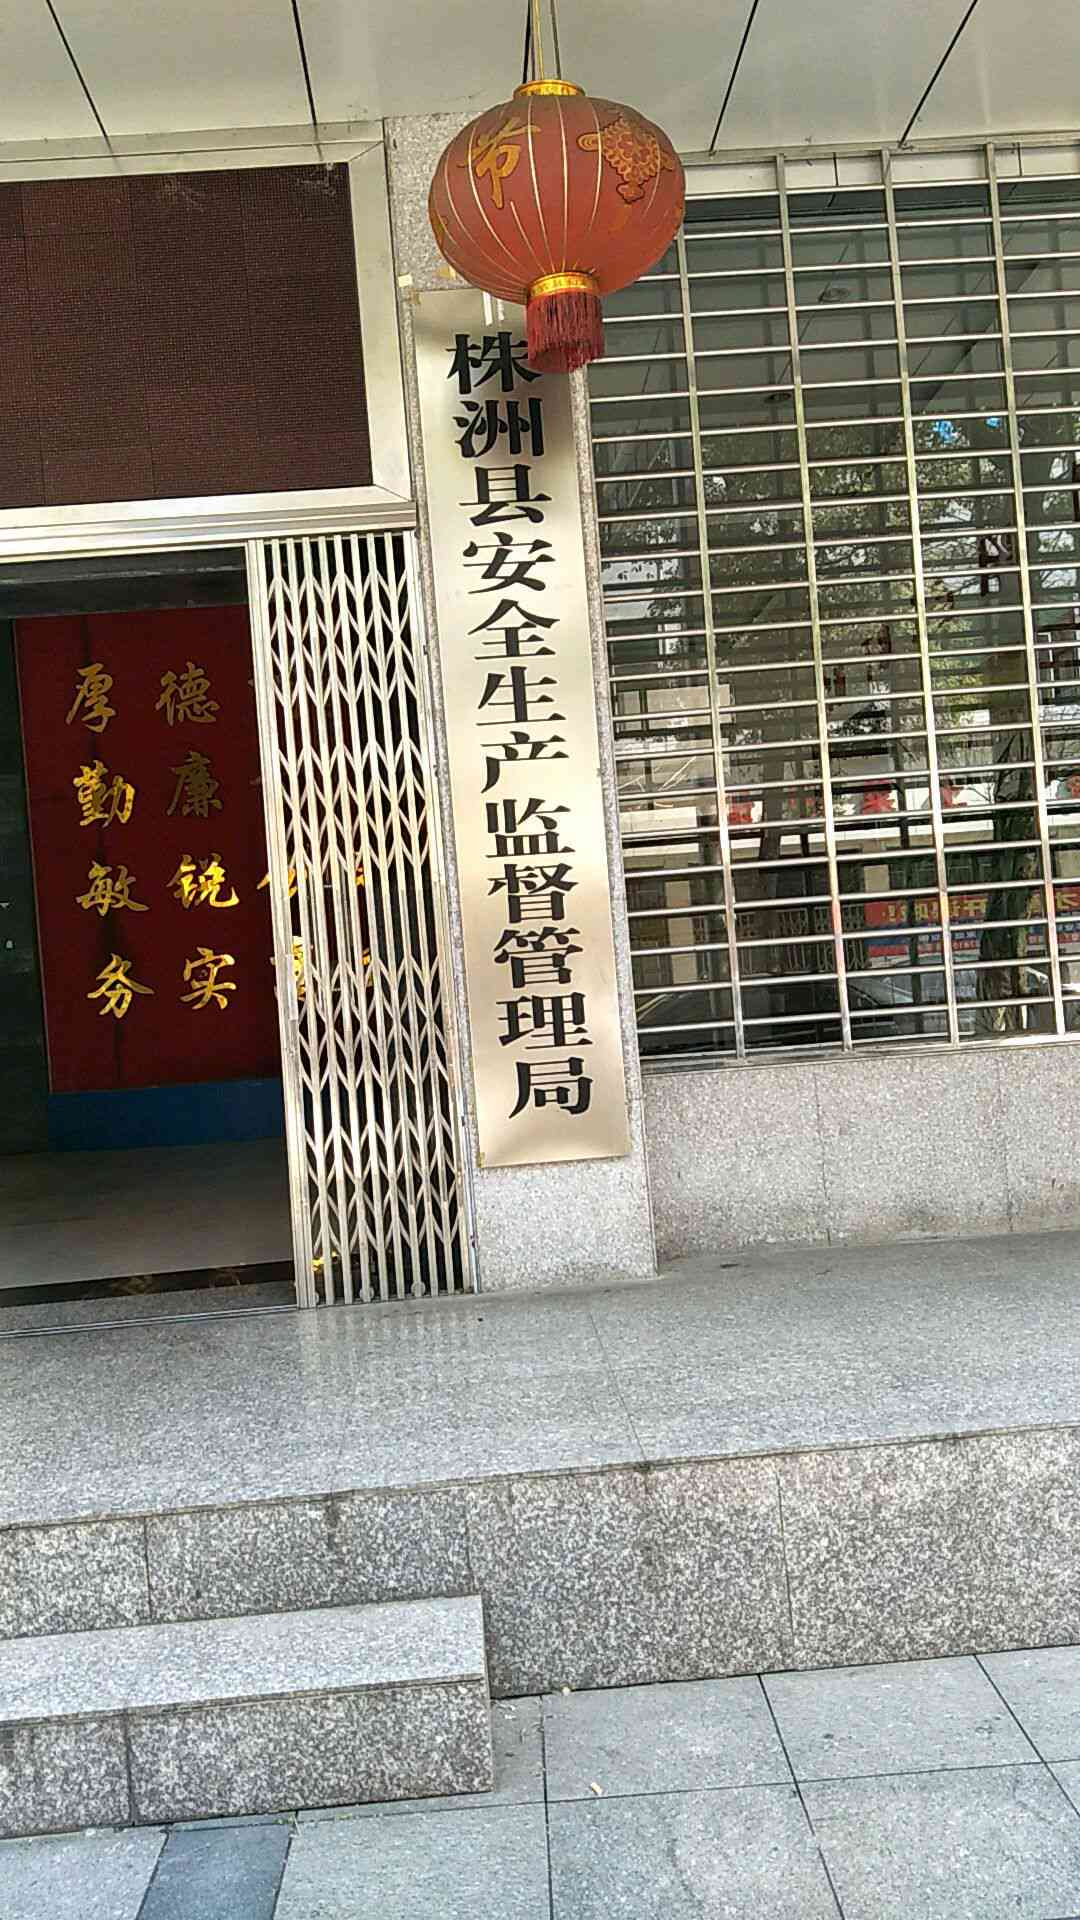 节
株洲县安全生产监督管理局
厚德
勤廉
敏锐
务实